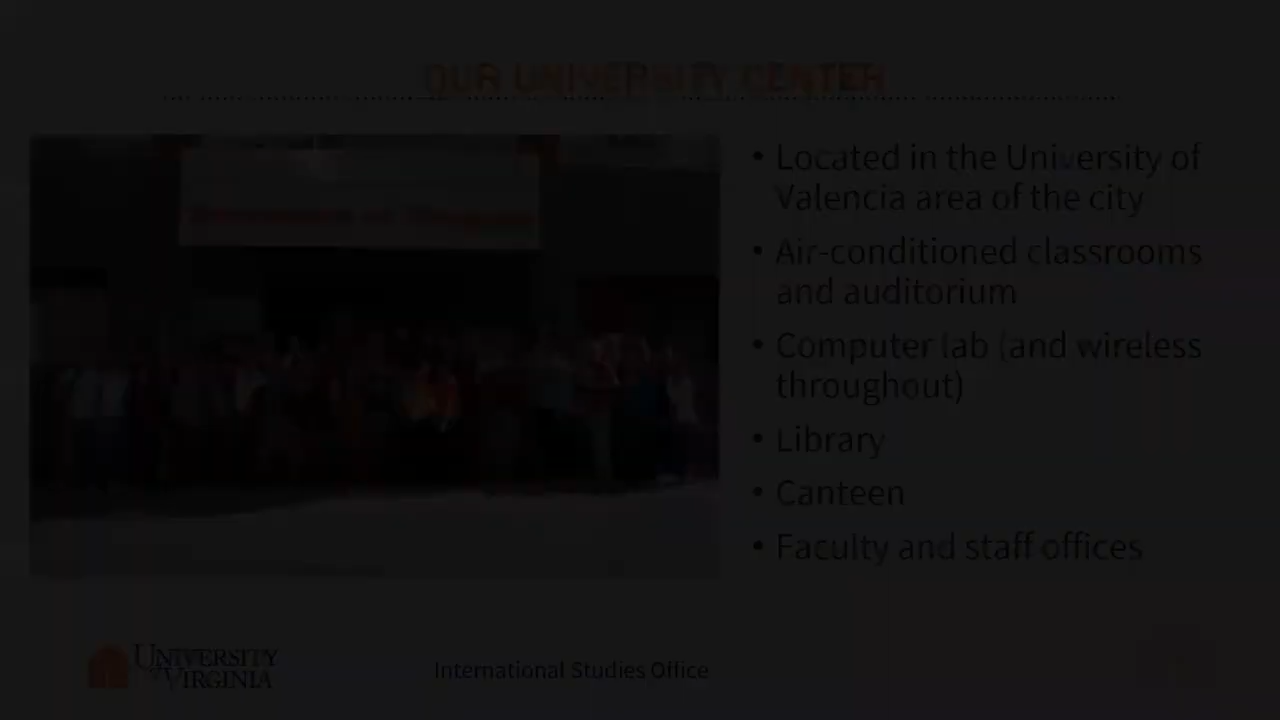 OUR UNIVERSITY CENTER
• Located in the University of
Valencia area of the city
• Air-conditioned classrooms
and auditorium
• Computer lab (and wireless
throughout)
• Library
• Canteen
• Faculty and staff offices
UNIVERSITY
of VIRGINIA
International Studies Office